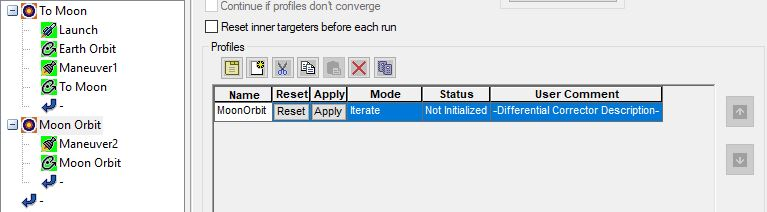 To Moon
Launch
Earth Orbit
Maneuver1
To Moon
-
Moon Orbit
Maneuver2
Moon Orbit
-
-
Continue if profiles don't converge
Reset inner targeters before each run
Profiles
Name Reset Apply Mode Status User Comment
MoonOrbit Reset Apply Iterate Not Initialized -Differential Corrector Description-